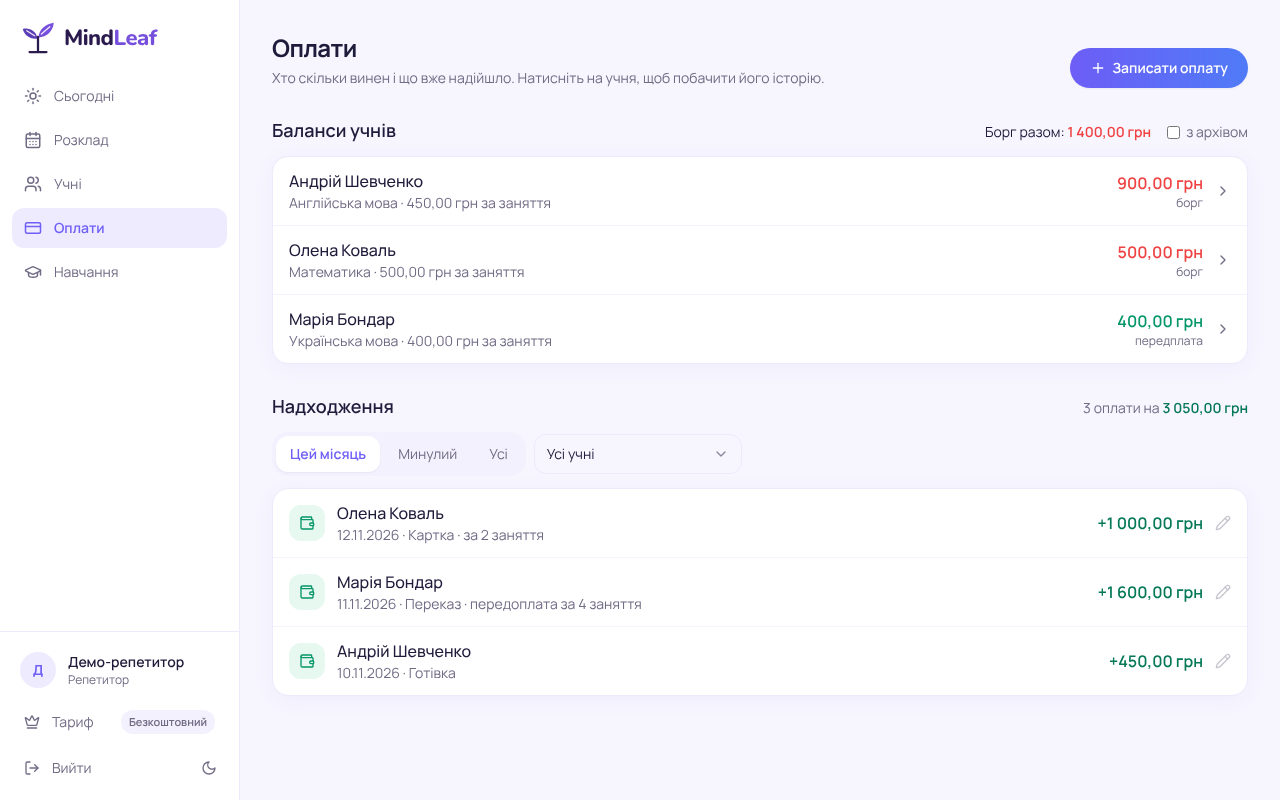 MindLeaf
Сьогодні
Розклад
Учні
Оплати
Навчання
Д
Демо-репетитор
Репетитор
Тариф
Безкоштовний
Вийти
Оплати
Хто скільки винен і що вже надійшло. Натисніть на учня, щоб побачити його історію.
+ Записати оплату
Баланси учнів
Борг разом: 1 400,00 грн
з архівом
Андрій Шевченко
Англійська мова · 450,00 грн за заняття
900,00 грн
борг
Олена Коваль
Математика · 500,00 грн за заняття
500,00 грн
борг
Марія Бондар
Українська мова · 400,00 грн за заняття
400,00 грн
передплата
Надходження
3 оплати на 3 050,00 грн
Цей місяць
Минулий
Усі
Усі учні
Олена Коваль
12.11.2026 · Картка · за 2 заняття
+1 000,00 грн
Марія Бондар
11.11.2026 · Переказ · передоплата за 4 заняття
+1 600,00 грн
Андрій Шевченко
10.11.2026 · Готівка
+450,00 грн